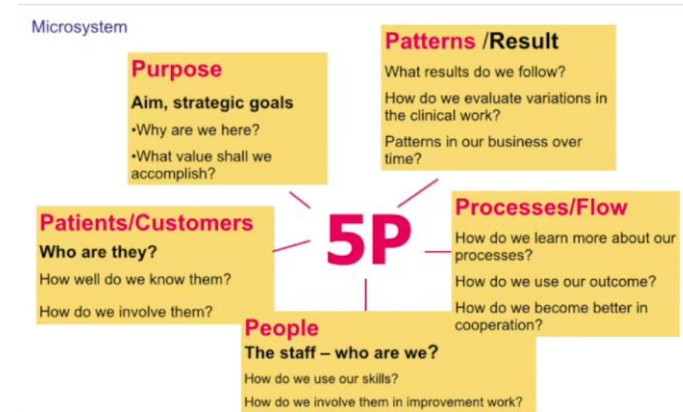 Microsystem
Purpose
Aim, strategic goals
•Why are we here?
•What value shall we
accomplish?
Patterns /Result
What results do we follow?
How do we evaluate variations in
the clinical work?
Patterns in our business over
time?
Patients/Customers
Who are they?
How well do we know them?
How do we involve them?
5P
Processes/Flow
How do we learn more about our
processes?
How do we use our outcome?
How do we become better in
cooperation?
People
The staff – who are we?
How do we use our skills?
How do we involve them in improvement work?